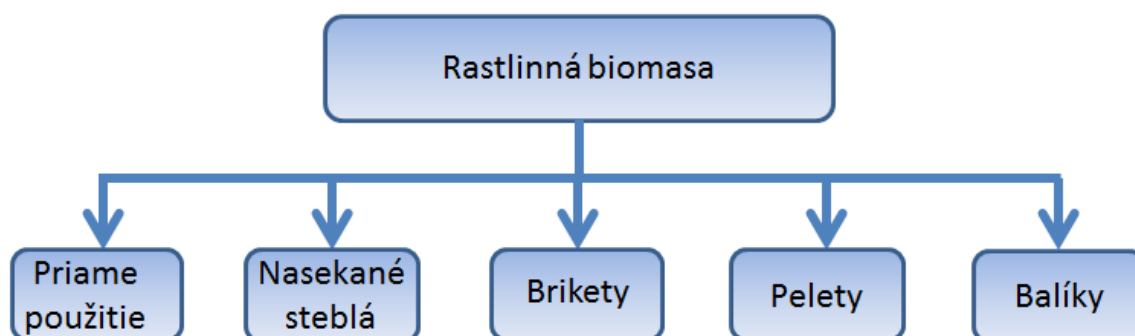 Rastlinná biomasa
Priame
použitie
Nasekané
steblá
Brikety
Pelety
Balíky